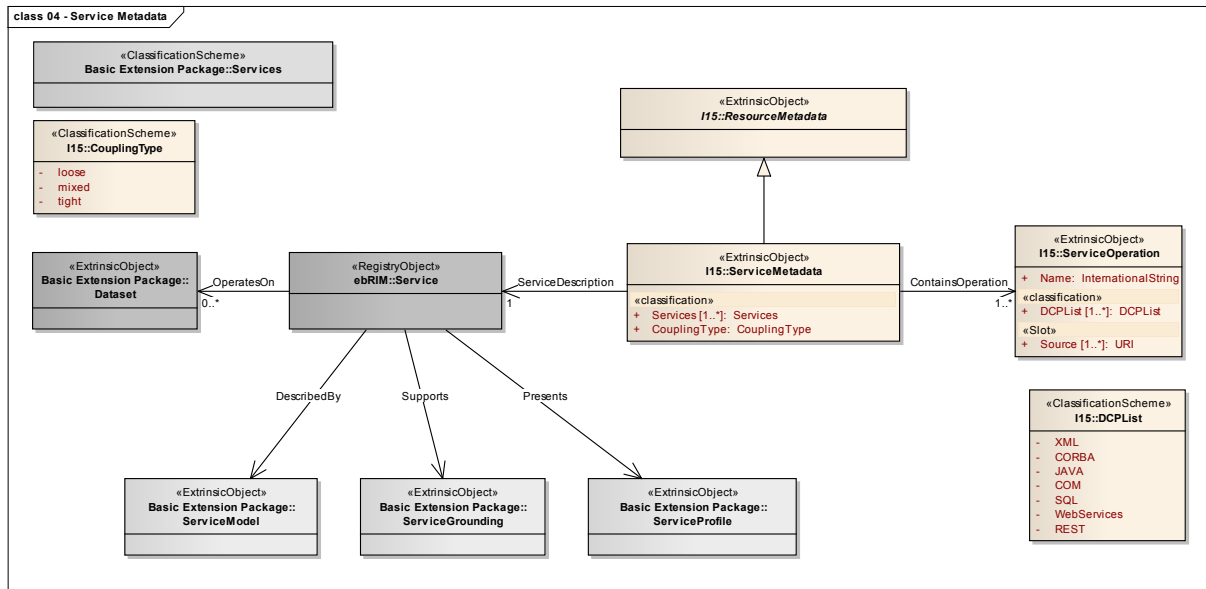 class 04 - Service Metadata
«ClassificationScheme»
Basic Extension Package::Services
«ClassificationScheme»
I15::CouplingType
- loose
- mixed
- tight
«ExtrinsicObject»
I15::ResourceMetadata
«ExtrinsicObject»
Basic Extension Package::
Dataset
OperatesOn
0..*
«RegistryObject»
ebRIM::Service
ServiceDescription
1
«ExtrinsicObject»
I15::ServiceMetadata
«classification»
+ Services [1..*]: Services
+ CouplingType: CouplingType
ContainsOperation
1..*
«ExtrinsicObject»
I15::ServiceOperation
+ Name: InternationalString
«classification»
+ DCPList [1..*]: DCPList
«Slot»
+ Source [1..*]: URI
DescribedBy
Supports
Presents
«ExtrinsicObject»
Basic Extension Package::
ServiceModel
«ExtrinsicObject»
Basic Extension Package::
ServiceGrounding
«ExtrinsicObject»
Basic Extension Package::
ServiceProfile
«ClassificationScheme»
I15::DCPList
- XML
- CORBA
- JAVA
- COM
- SQL
- WebServices
- REST